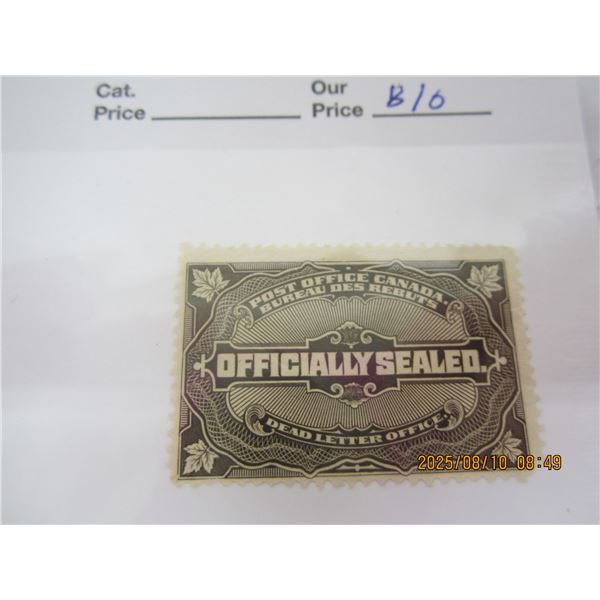 Cat.
Price
Our
Price B/O
POST OFFICE CANADA.
BUREAU DES REBUTS
OFFICIALLY SEALED.
DEAD LETTER OFFICE.
2025/08/10 08:49